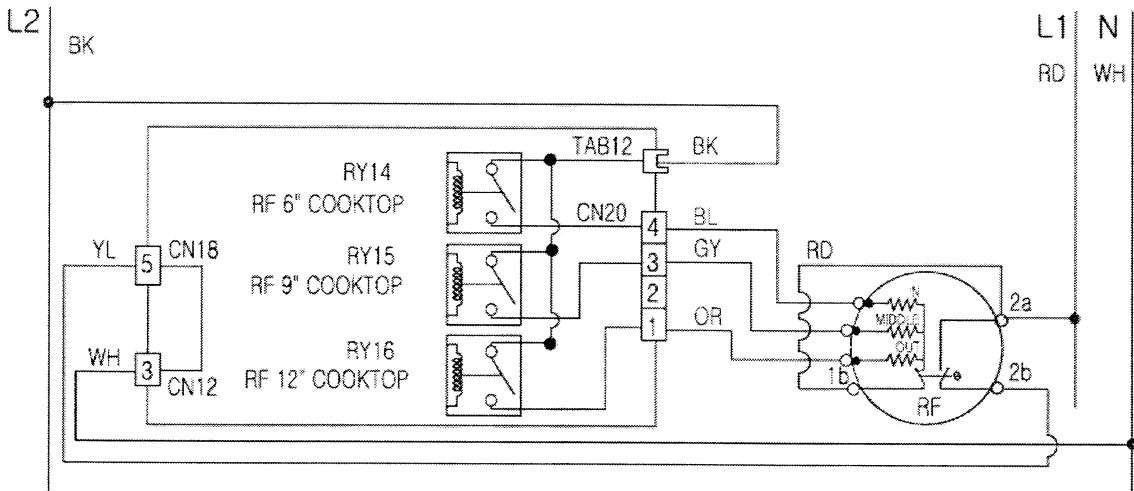 L2
BK
L1 N
RD WH
TAB12
BK
RY14
RF 6" COOKTOP
CN20
4
BL
YL
5
CN18
RY15
RF 9" COOKTOP
3
GY
RD
2
IN
2a
MIDDLE
1
OR
OUT
WH
3
CN12
RY16
RF 12" COOKTOP
1b
2b
RF